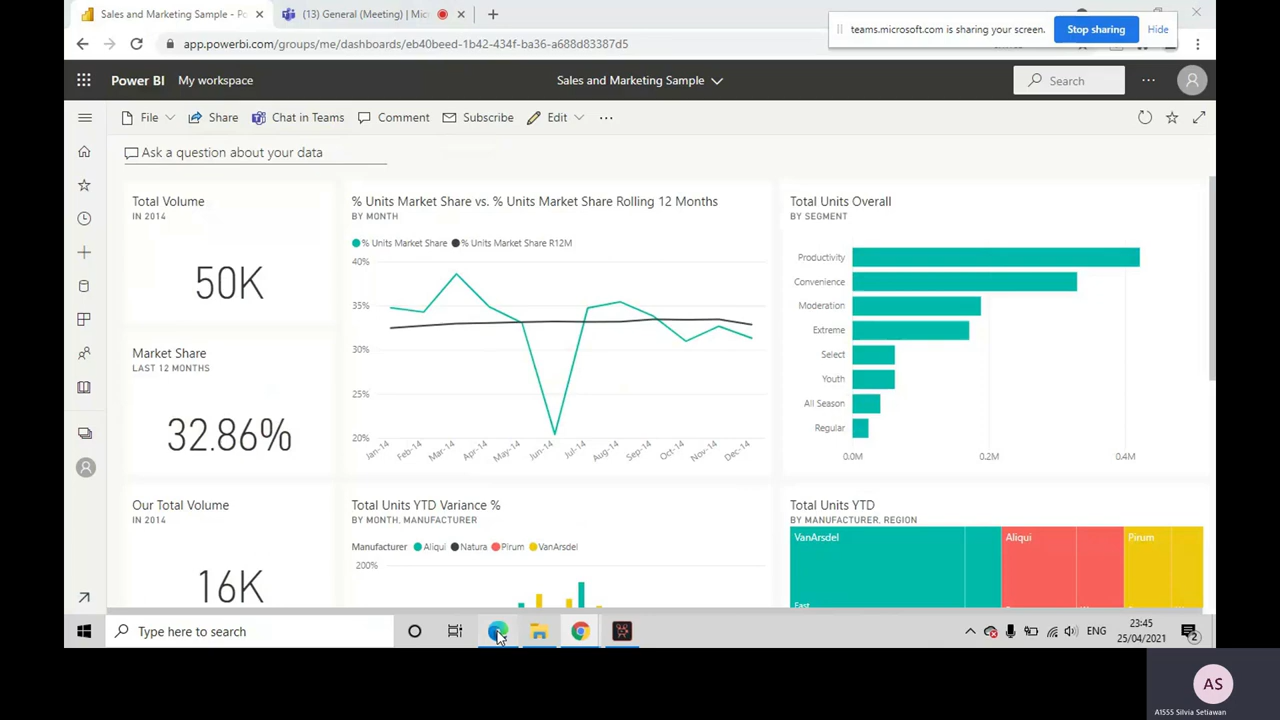 Sales and Marketing Sample - Po
(13) General (Meeting) | Mic
teams.microsoft.com is sharing your screen.
Stop sharing
Hide
app.powerbi.com/groups/me/dashboards/eb40beed-1b42-434f-ba36-a688d83387d5
Power BI
My workspace
Sales and Marketing Sample
Search
File
Share
Chat in Teams
Comment
Subscribe
Edit
Ask a question about your data
Total Volume
IN 2014
50K
Market Share
LAST 12 MONTHS
32.86%
Our Total Volume
IN 2014
16K
% Units Market Share vs. % Units Market Share Rolling 12 Months
BY MONTH
% Units Market Share
% Units Market Share R12M
40%
35%
30%
25%
20%
Jan-14
Feb-14
Mar-14
Apr-14
May-14
Jun-14
Jul-14
Aug-14
Sep-14
Oct-14
Nov-14
Dec-14
Total Units YTD Variance %
BY MONTH, MANUFACTURER
Manufacturer
Aliqui
Natura
Pirum
VanArsdel
200%
Total Units Overall
BY SEGMENT
Productivity
Convenience
Moderation
Extreme
Select
Youth
All Season
Regular
0.0M
0.2M
0.4M
Total Units YTD
BY MANUFACTURER, REGION
VanArsdel
East
Aliqui
Pirum
Type here to search
ENG
23:45
25/04/2021
2
AS
A1555 Silvia Setiawan